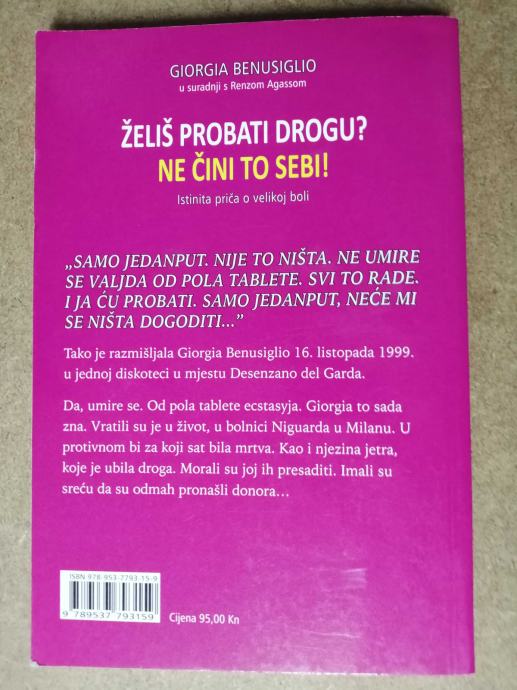 GIORGIA BENUSIGLIO
u suradnji s Renzom Agassom
ŽELIŠ PROBATI DROGU?
NE ČINI TO SEBI!
Istinita priča o velikoj boli
„SAMO JEDANPUT. NIJE TO NIŠTA. NE UMIRE
SE VALJDA OD POLA TABLETE. SVI TO RADE.
I JA ĆU PROBATI. SAMO JEDANPUT, NEĆE MI
SE NIŠTA DOGODITI...”
Tako je razmišljala Giorgia Benusiglio 16. listopada 1999.
u jednoj diskoteci u mjestu Desenzano del Garda.
Da, umire se. Od pola tablete ecstasyja. Giorgia to sada
zna. Vratili su je u život, u bolnici Niguarda u Milanu. U
protivnom bi za koji sat bila mrtva. Kao i njezina jetra,
koje je ubila droga. Morali su joj ih presaditi. Imali su
sreću da su odmah pronašli donora...
ISBN 978-953-7793-15-9
9 789537 793159
Cijena 95,00 Kn